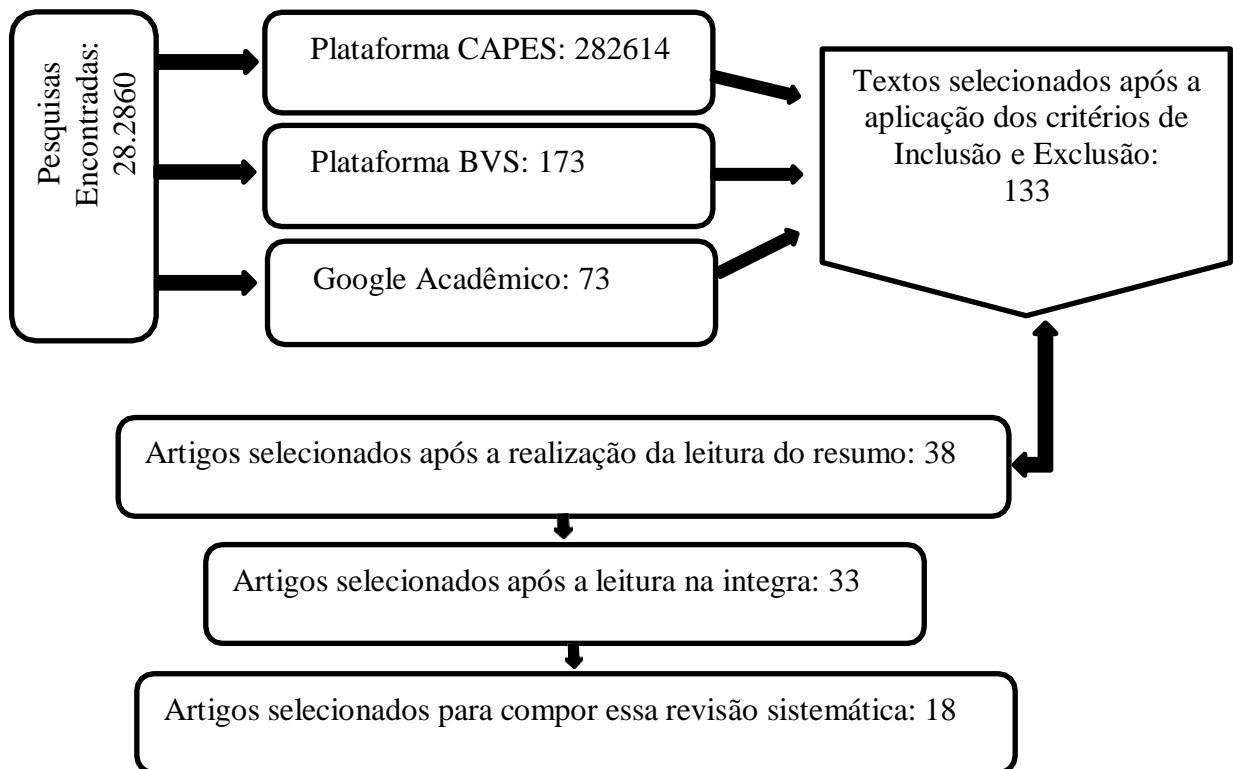 Pesquisas
Encontradas:
28.2860
Plataforma CAPES: 282614
Plataforma BVS: 173
Google Acadêmico: 73
Textos selecionados após a
aplicação dos critérios de
Inclusão e Exclusão:
133
Artigos selecionados após a realização da leitura do resumo: 38
Artigos selecionados após a leitura na integra: 33
Artigos selecionados para compor essa revisão sistemática: 18